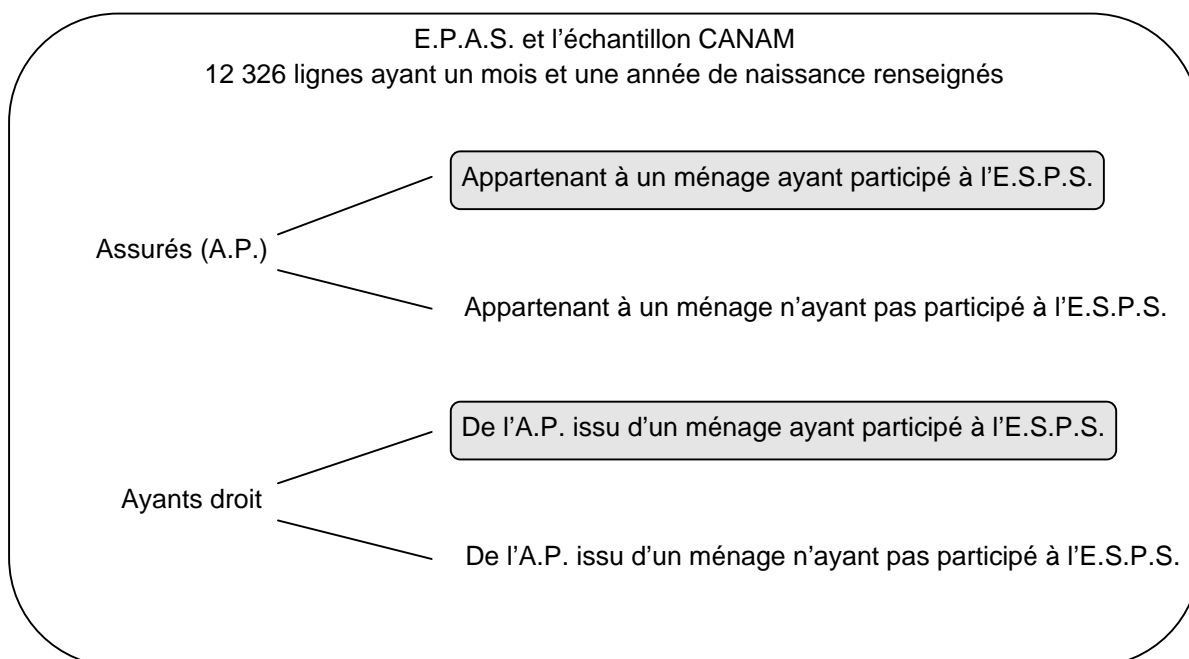 E.P.A.S. et l'échantillon CANAM
12 326 lignes ayant un mois et une année de naissance renseignés
Appartenant à un ménage ayant participé à l'E.S.P.S.
Assurés (A.P.)
Appartenant à un ménage n'ayant pas participé à l'E.S.P.S.
De l'A.P. issu d'un ménage ayant participé à l'E.S.P.S.
Ayants droit
De l'A.P. issu d'un ménage n'ayant pas participé à l'E.S.P.S.